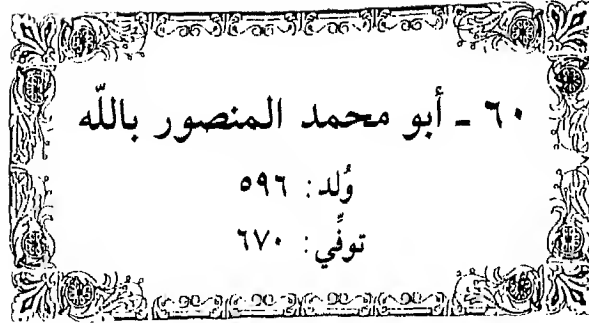 ٦٠ ـ أبو محمد المنصور باللّه
وُلد: ٥٩٦
توفِّي: ٦٧٠